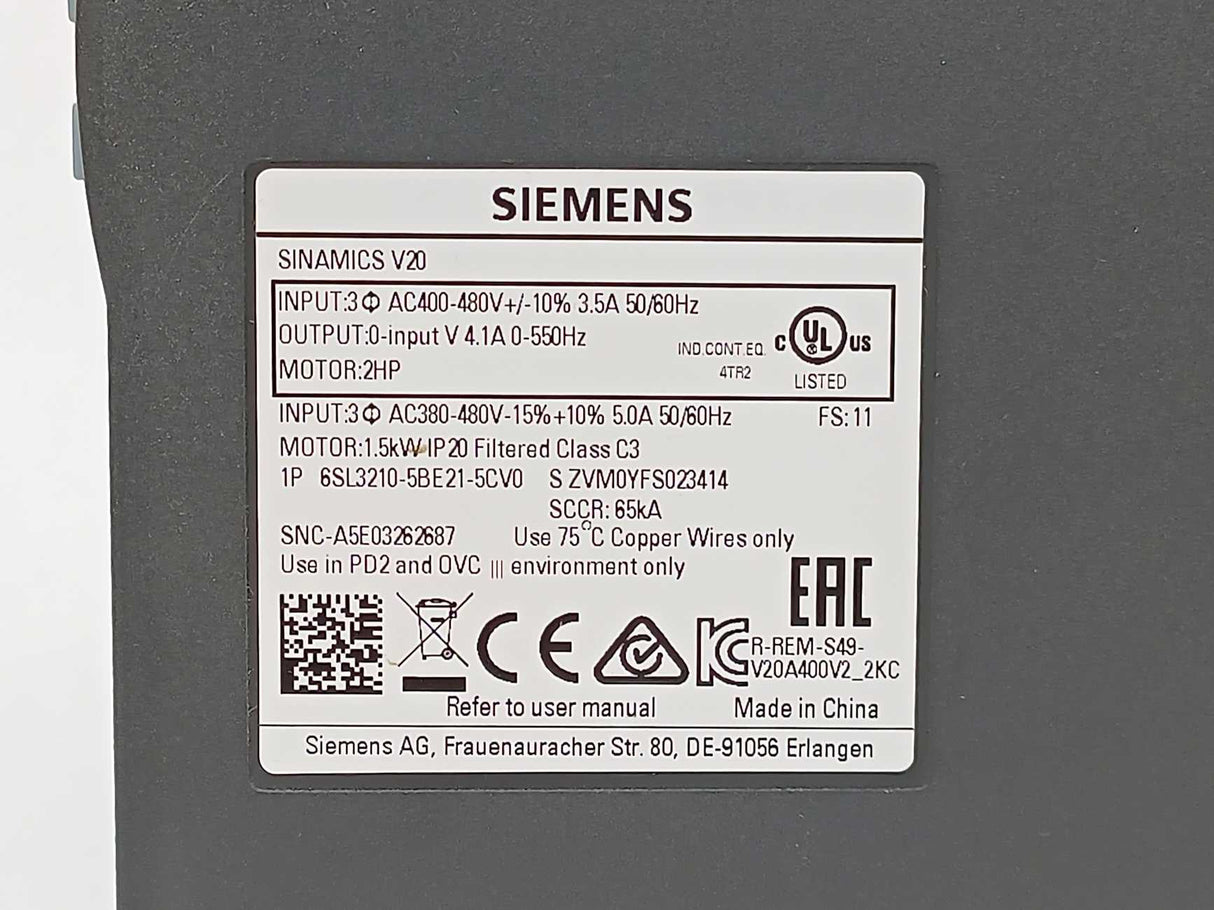 SIEMENS
SINAMICS V20
INPUT:3Φ AC400-480V+/-10% 3.5A 50/60Hz
OUTPUT:0-input V 4.1A 0-550Hz
MOTOR:2HP
IND.CONT.EQ.
4TR2
C UL US
LISTED
INPUT:3Φ AC380-480V-15%+10% 5.0A 50/60Hz FS:11
MOTOR:1.5kW IP20 Filtered Class C3
1P 6SL3210-5BE21-5CV0 S ZVM0YFS023414
SCCR: 65kA
SNC-A5E03262687 Use 75°C Copper Wires only
Use in PD2 and OVC III environment only
EAC
CE
KC
R-REM-S49-
V20A400V2_2KC
Refer to user manual Made in China
Siemens AG, Frauenauracher Str. 80, DE-91056 Erlangen